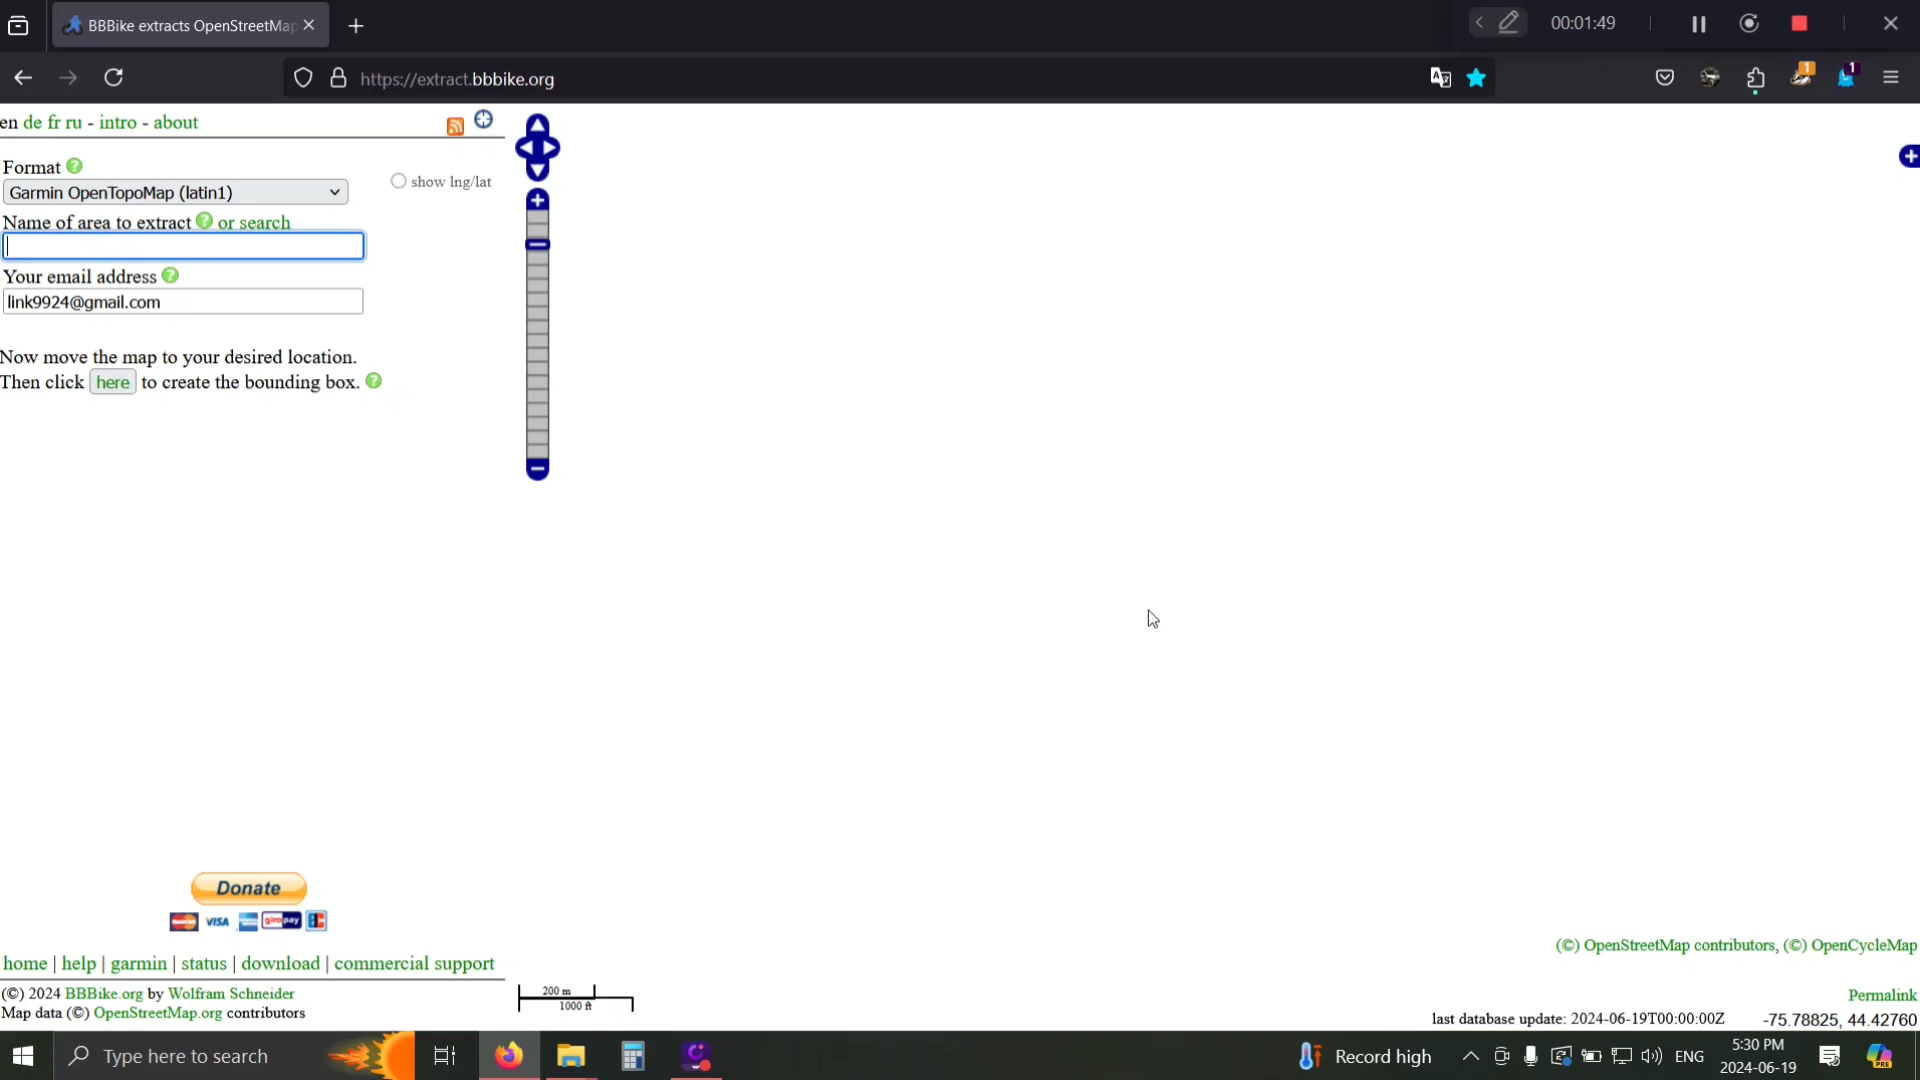 BBBike extracts OpenStreetMap
00:01:49
https://extract.bbbike.org
1
1
en de fr ru - intro - about
Format
show lng/lat
Garmin OpenTopoMap (latin1)
Name of area to extract or search
Your email address
link9924@gmail.com
Now move the map to your desired location.
Then click here to create the bounding box.
Donate
VISA
giropay
home | help | garmin | status | download | commercial support
(©) 2024 BBBike.org by Wolfram Schneider
Map data (©) OpenStreetMap.org contributors
200 m
1000 ft
(©) OpenStreetMap contributors, (©) OpenCycleMap
Permalink
last database update: 2024-06-19T00:00:00Z
-75.78825, 44.42760
Type here to search
Record high
ENG
5:30 PM
2024-06-19
PRE